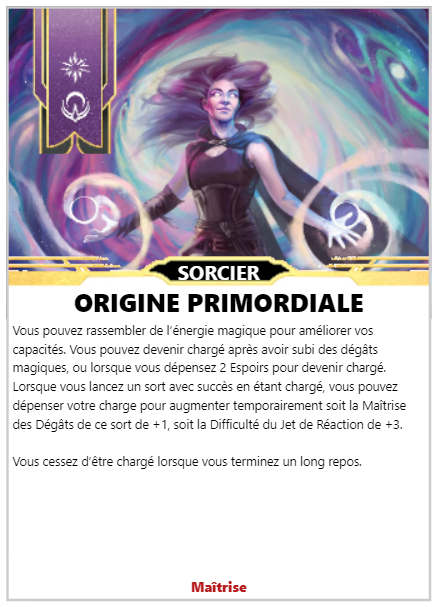 SORCIER
ORIGINE PRIMORDIALE
Vous pouvez rassembler de l’énergie magique pour améliorer vos
capacités. Vous pouvez devenir chargé après avoir subi des dégâts
magiques, ou lorsque vous dépensez 2 Espoirs pour devenir chargé.
Lorsque vous lancez un sort avec succès en étant chargé, vous pouvez
dépenser votre charge pour augmenter temporairement soit la Maîtrise
des Dégâts de ce sort de +1, soit la Difficulté du Jet de Réaction de +3.
Vous cessez d’être chargé lorsque vous terminez un long repos.
Maîtrise